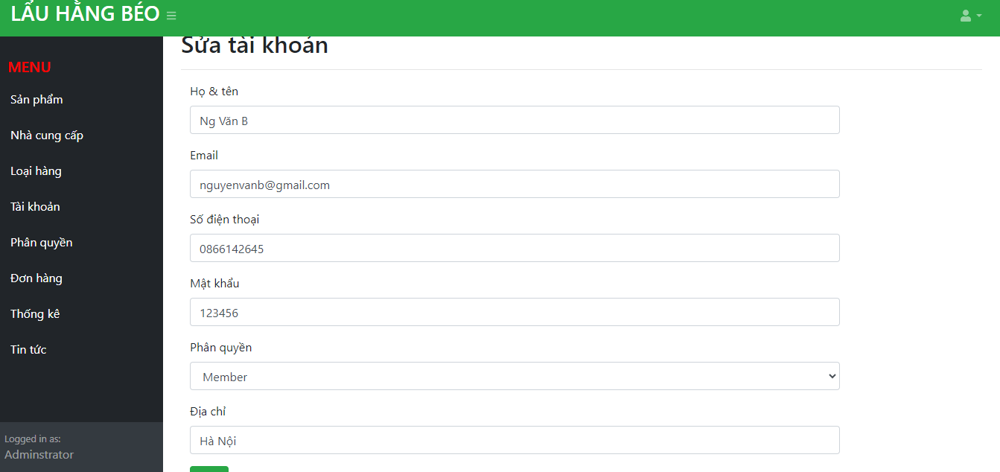 LẨU HẰNG BÉO
MENU
Sản phẩm
Nhà cung cấp
Loại hàng
Tài khoản
Phân quyền
Đơn hàng
Thống kê
Tin tức
Logged in as:
Adminstrator
Sửa tài khoản
Họ & tên
Ng Văn B
Email
nguyenvanb@gmail.com
Số điện thoại
0866142645
Mật khẩu
123456
Phân quyền
Member
Địa chỉ
Hà Nội